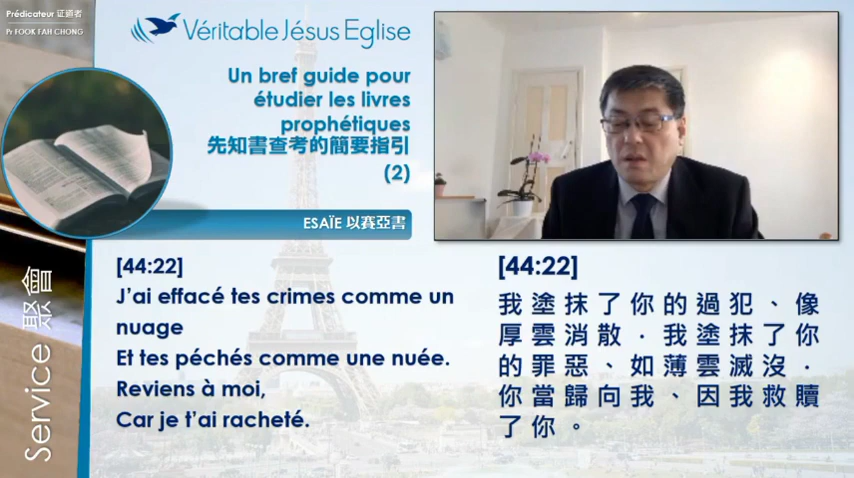 Prédicateur 証道者
Pr FOOK FAH CHONG
Véritable Jésus Eglise
Un bref guide pour
étudier les livres
prophétiques
先知書查考的簡要指引
(2)
ESAÏE 以賽亞書
Service 聚會
[44:22]
J'ai effacé tes crimes comme un
nuage
Et tes péchés comme une nuée.
Reviens à moi,
Car je t'ai racheté.
[44:22]
我塗抹了你的過犯、像
厚雲消散．我塗抹了你
的罪惡、如薄雲滅沒．
你當歸向我、因我救贖
了你。